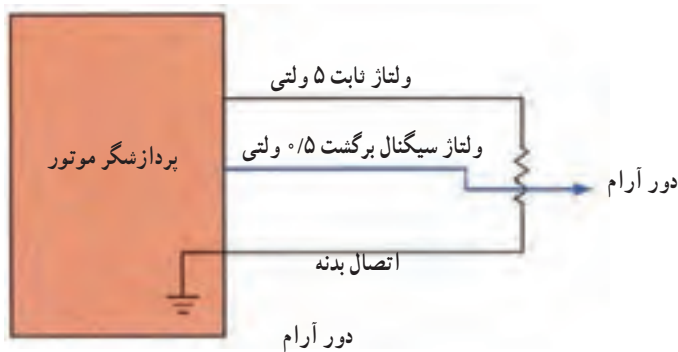 ولتاژ ثابت ۵ ولتی
ولتاژ سیگنال برگشت ۰/۵ ولتی
پردازشگر موتور
دور آرام
اتصال بدنه
دور آرام